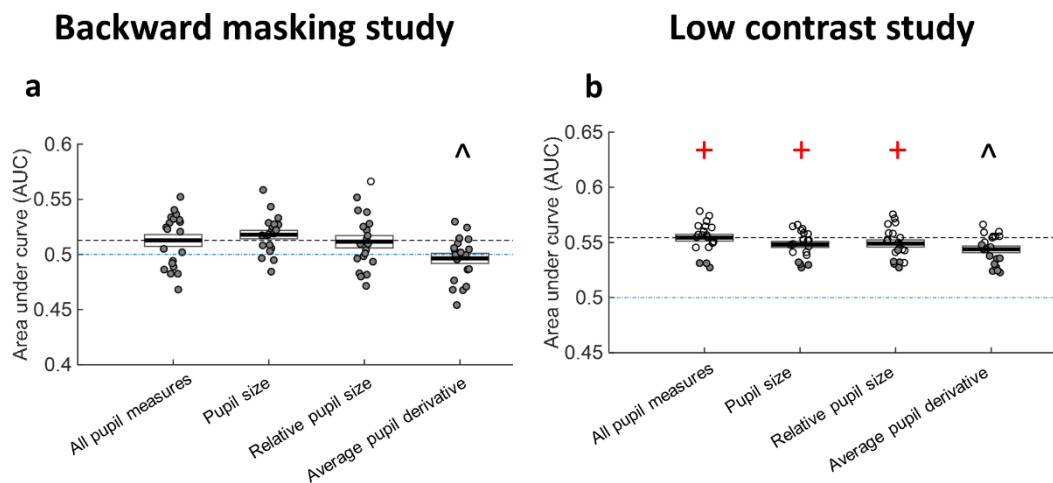 Backward masking study
Low contrast study
a
b
Area under curve (AUC)
0.6
0.55
0.5
0.45
0.4
^
All pupil measures
Pupil size
Relative pupil size
Average pupil derivative
Area under curve (AUC)
0.65
0.6
0.55
0.5
0.45
+ + + ^
All pupil measures
Pupil size
Relative pupil size
Average pupil derivative